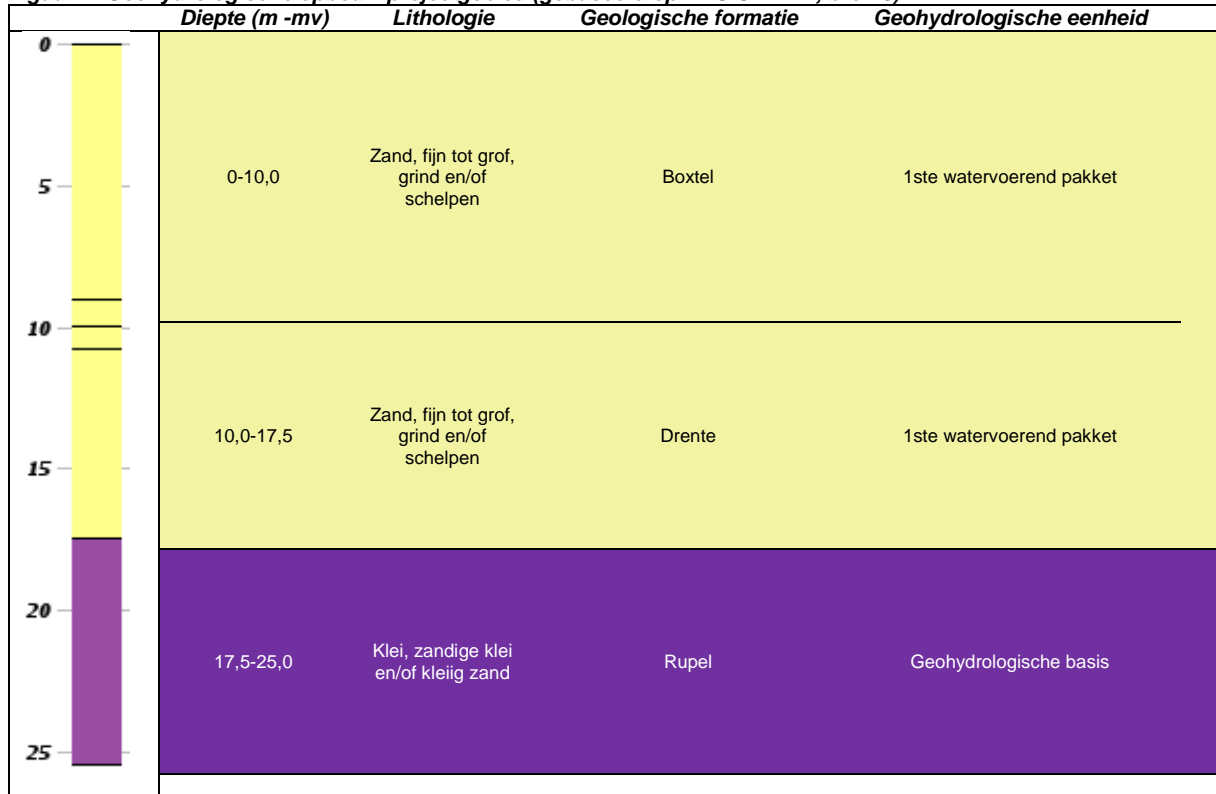 Diepte (m -mv) Lithologie Geologische formatie Geohydrologische eenheid
0
5
10
15
20
25
0-10,0
Zand, fijn tot grof,
grind en/of
schelpen
Boxtel
1ste watervoerend pakket
10,0-17,5
Zand, fijn tot grof,
grind en/of
schelpen
Drente
1ste watervoerend pakket
17,5-25,0
Klei, zandige klei
en/of kleiig zand
Rupel
Geohydrologische basis